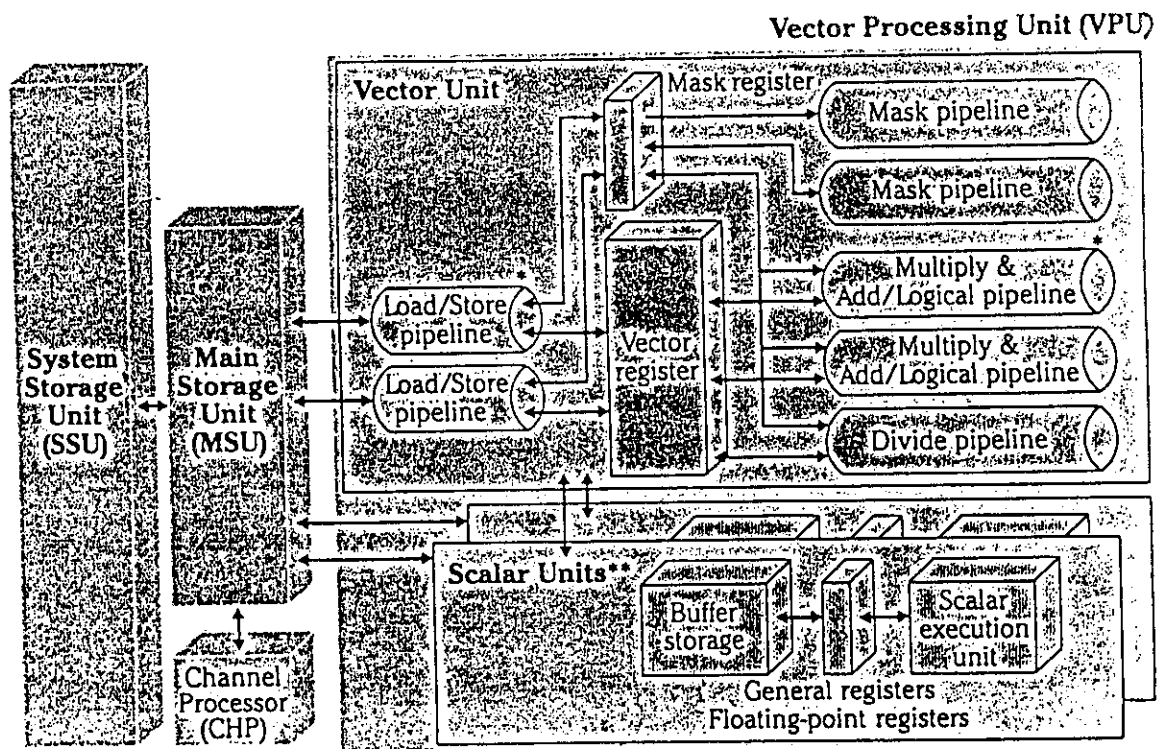 Vector Processing Unit (VPU)
Vector Unit
Mask register
Mask pipeline
Mask pipeline
*
Multiply &
Add/Logical pipeline
Multiply &
Add/Logical pipeline
Divide pipeline
*
Load/Store
pipeline
Load/Store
pipeline
Vector
register
System
Storage
Unit
(SSU)
Main
Storage
Unit
(MSU)
Channel
Processor
(CHP)
Scalar Units**
Buffer
storage
Scalar
execution
unit
General registers
Floating-point registers